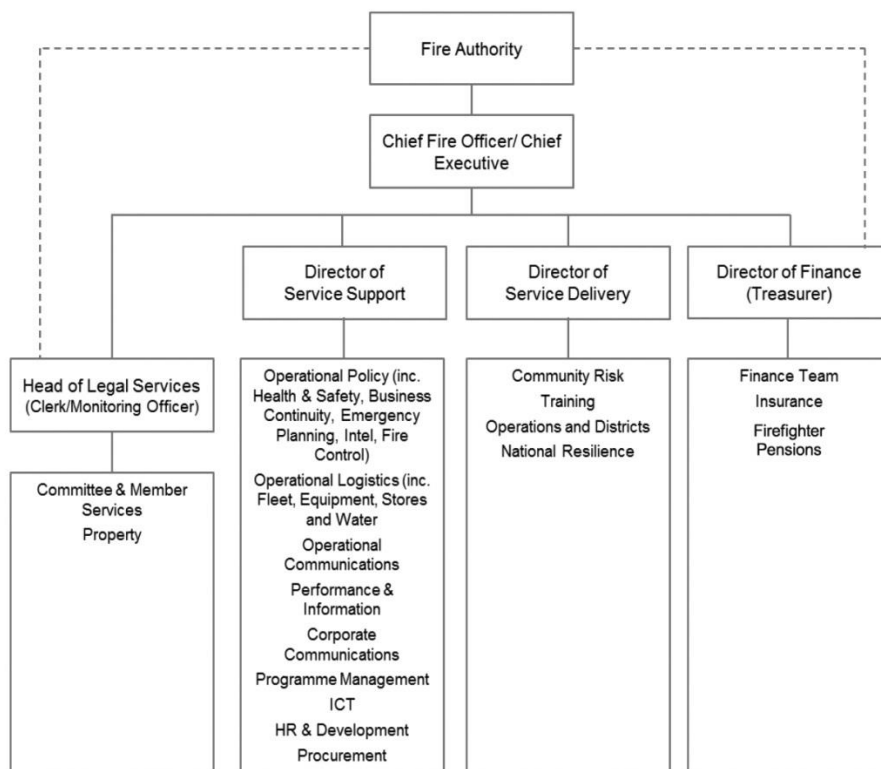 Fire Authority
Chief Fire Officer/ Chief
Executive
Director of
Service Support
Director of
Service Delivery
Director of Finance
(Treasurer)
Head of Legal Services
(Clerk/Monitoring Officer)
Committee & Member
Services
Property
Operational Policy (inc.
Health & Safety, Business
Continuity, Emergency
Planning, Intel, Fire
Control)
Operational Logistics (inc.
Fleet, Equipment, Stores
and Water
Operational
Communications
Performance &
Information
Corporate
Communications
Programme Management
ICT
HR & Development
Procurement
Community Risk
Training
Operations and Districts
National Resilience
Finance Team
Insurance
Firefighter
Pensions